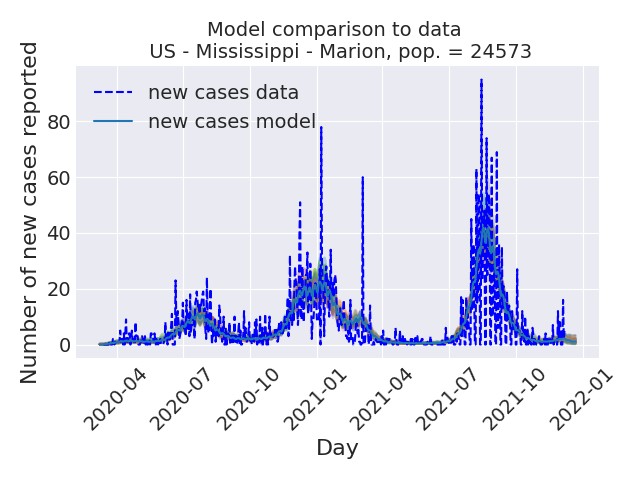 Model comparison to data
US - Mississippi - Marion, pop. = 24573
Number of new cases reported
new cases data
new cases model
80
60
40
20
0
2020-04
2020-07
2020-10
2021-01
2021-04
2021-07
2021-10
2022-01
Day